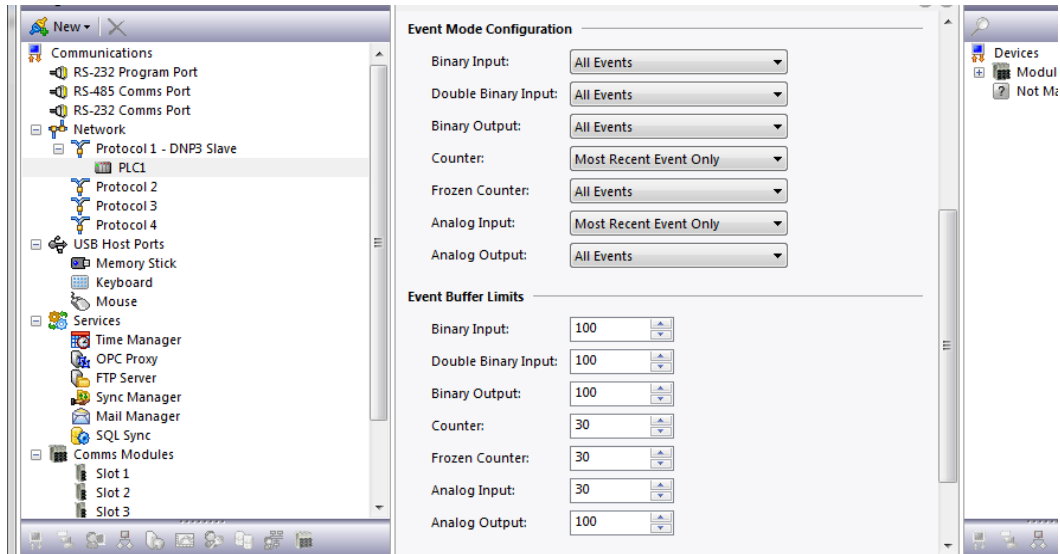 New
Communications
RS-232 Program Port
RS-485 Comms Port
RS-232 Comms Port
Network
Protocol 1 - DNP3 Slave
PLC1
Protocol 2
Protocol 3
Protocol 4
USB Host Ports
Memory Stick
Keyboard
Mouse
Services
Time Manager
OPC Proxy
FTP Server
Sync Manager
Mail Manager
SQL Sync
Comms Modules
Slot 1
Slot 2
Slot 3
Event Mode Configuration
Binary Input: All Events
Double Binary Input: All Events
Binary Output: All Events
Counter: Most Recent Event Only
Frozen Counter: All Events
Analog Input: Most Recent Event Only
Analog Output: All Events
Event Buffer Limits
Binary Input: 100
Double Binary Input: 100
Binary Output: 100
Counter: 30
Frozen Counter: 30
Analog Input: 30
Analog Output: 100
Devices
Modul
Not Ma